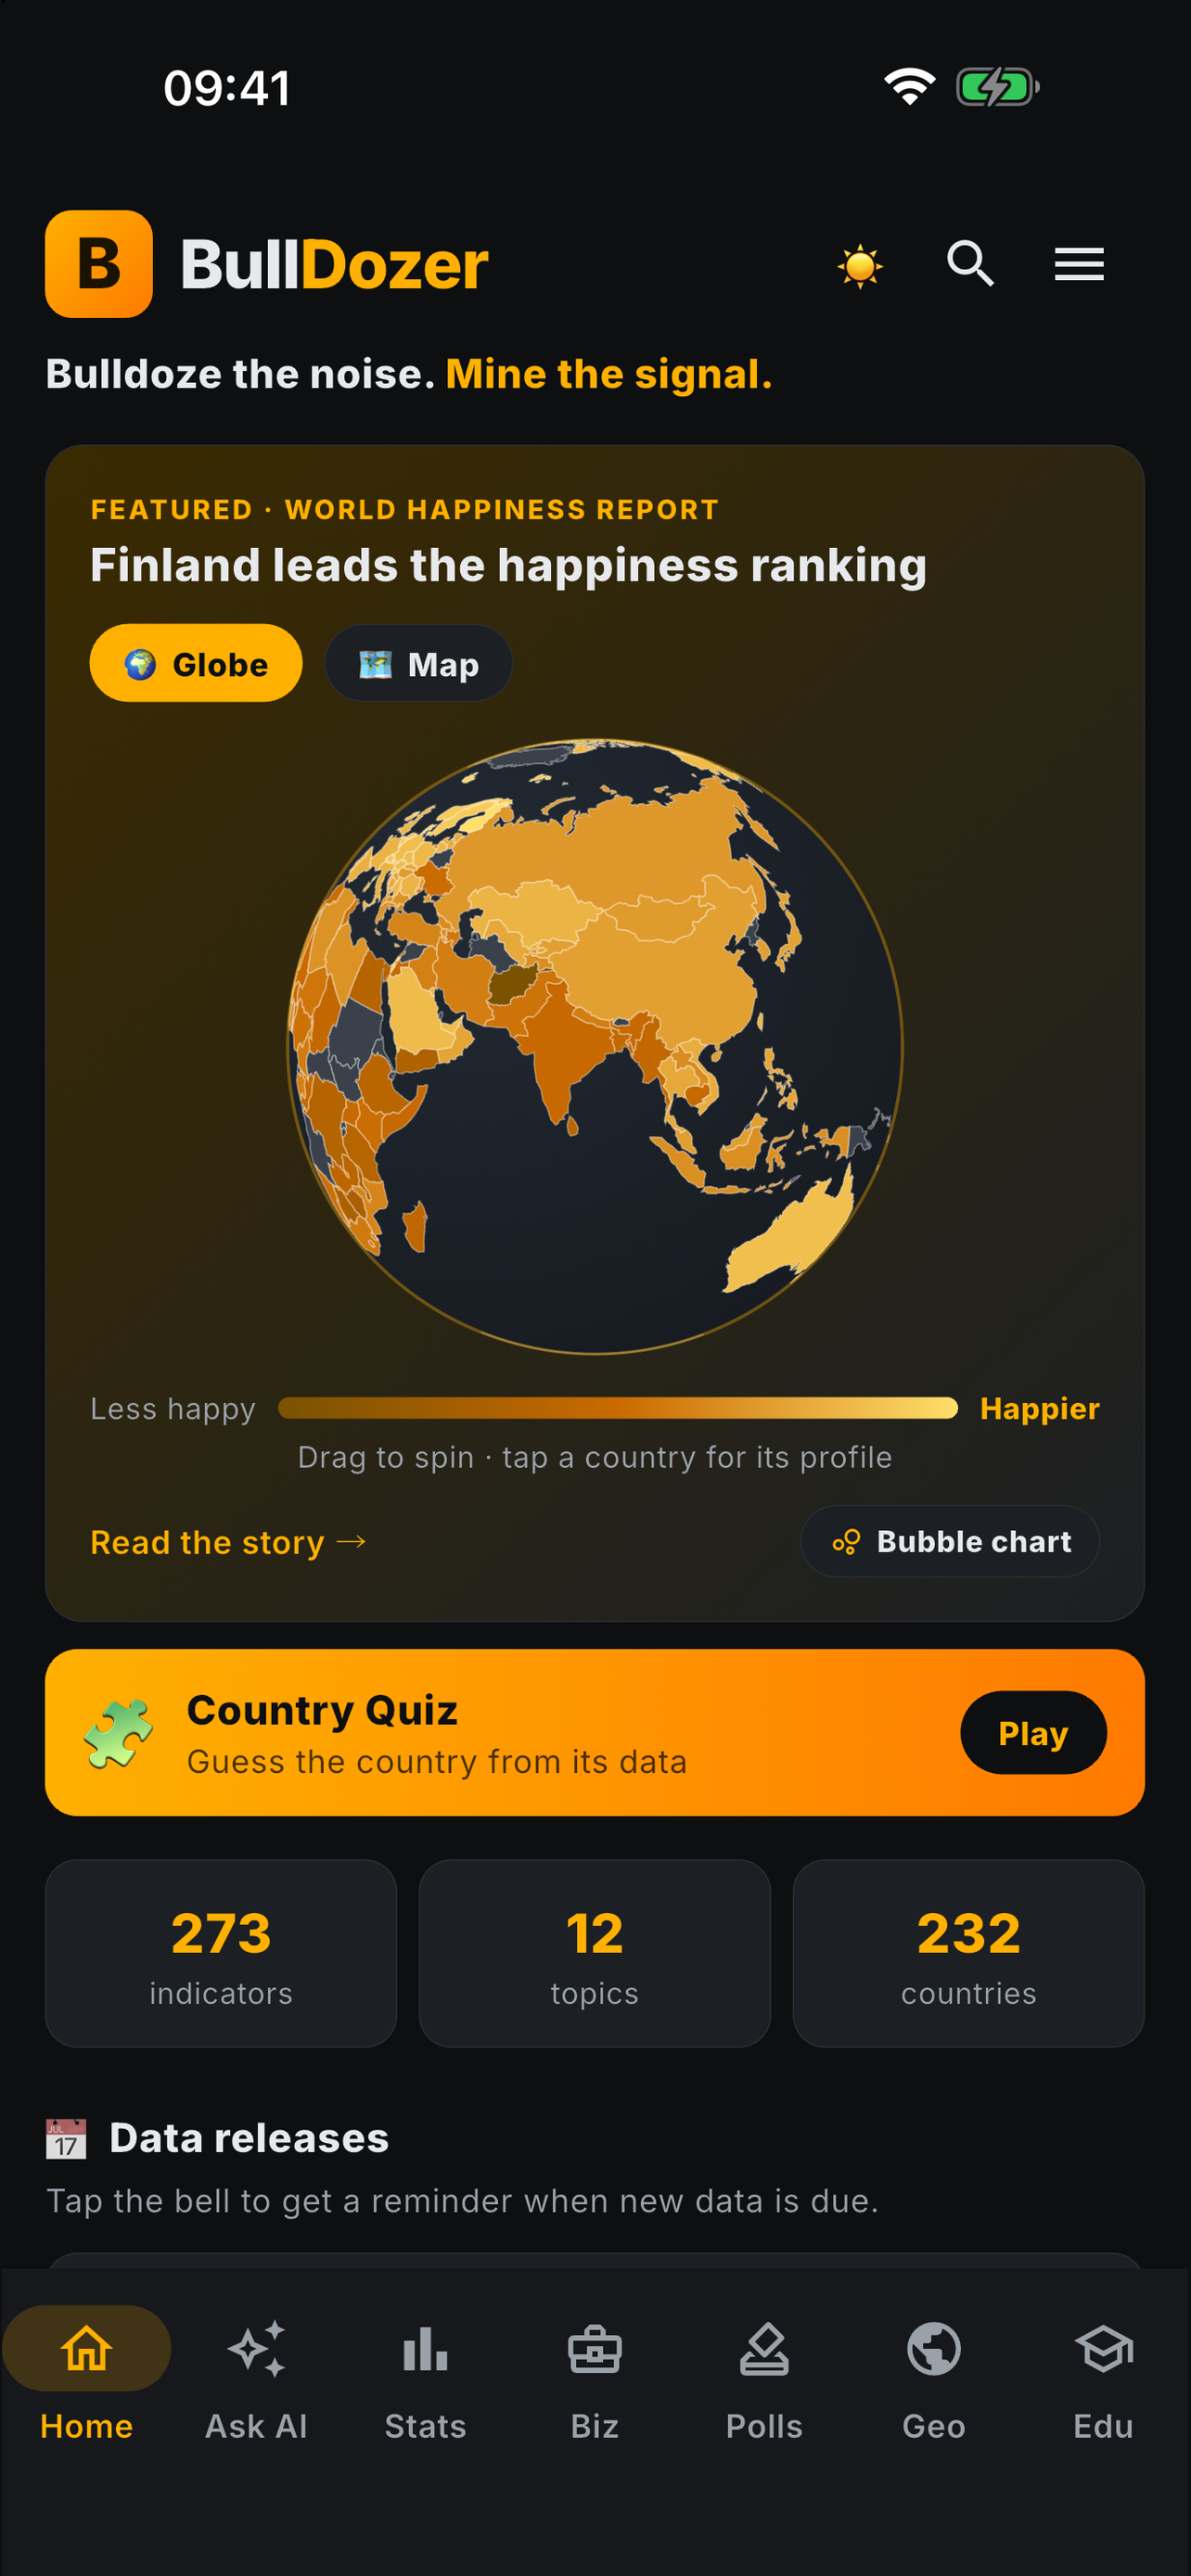 09:41
B BullDozer
Bulldoze the noise. Mine the signal.
FEATURED · WORLD HAPPINESS REPORT
Finland leads the happiness ranking
Globe Map
Less happy Happier
Drag to spin · tap a country for its profile
Read the story → Bubble chart
Country Quiz
Guess the country from its data
Play
273 12 232
indicators topics countries
JUL
17 Data releases
Tap the bell to get a reminder when new data is due.
Home Ask AI Stats Biz Polls Geo Edu